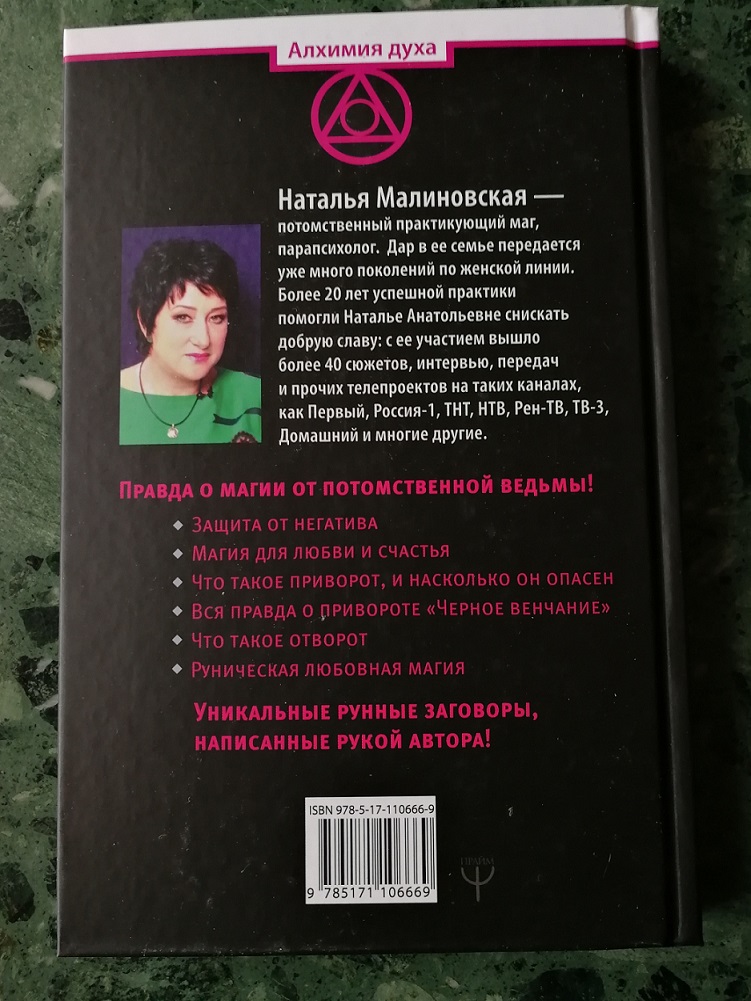 Алхимия духа
Наталья Малиновская —
потомственный практикующий маг,
парапсихолог. Дар в ее семье передается
уже много поколений по женской линии.
Более 20 лет успешной практики
помогли Наталье Анатольевне снискать
добрую славу: с ее участием вышло
более 40 сюжетов, интервью, передач
и прочих телепроектов на таких каналах,
как Первый, Россия-1, ТНТ, НТВ, Рен-ТВ, ТВ-3,
Домашний и многие другие.
Правда о магии от потомственной ведьмы!
Защита от негатива
Магия для любви и счастья
Что такое приворот, и насколько он опасен
Вся правда о привороте «Черное венчание»
Что такое отворот
Руническая любовная магия
Уникальные рунные заговоры,
написанные рукой автора!
ISBN 978-5-17-110666-9
9 785171 106669
ПРАЙМ